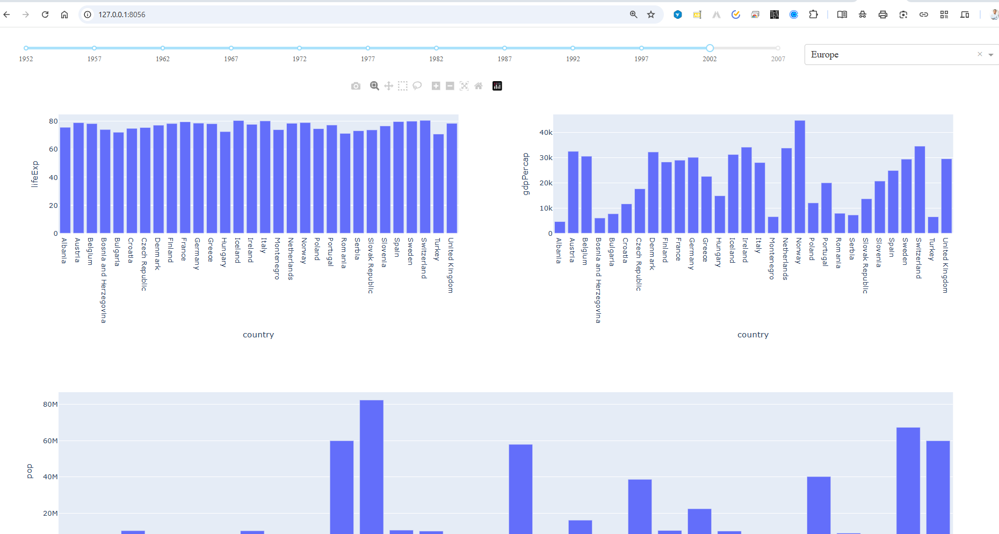 127.0.0.1:8056
1952 1957 1962 1967 1972 1977 1982 1987 1992 1997 2002 2007
Europe
80
60
40
20
0
lifeExp
Albania
Austria
Belgium
Bosnia and Herzegovina
Bulgaria
Croatia
Czech Republic
Denmark
Finland
France
Germany
Greece
Hungary
Iceland
Ireland
Italy
Montenegro
Netherlands
Norway
Poland
Portugal
Romania
Serbia
Slovak Republic
Slovenia
Spain
Sweden
Switzerland
Turkey
United Kingdom
country
40k
30k
20k
10k
0
gdpPercap
Albania
Austria
Belgium
Bosnia and Herzegovina
Bulgaria
Croatia
Czech Republic
Denmark
Finland
France
Germany
Greece
Hungary
Iceland
Ireland
Italy
Montenegro
Netherlands
Norway
Poland
Portugal
Romania
Serbia
Slovak Republic
Slovenia
Spain
Sweden
Switzerland
Turkey
United Kingdom
country
80M
60M
40M
20M
pop